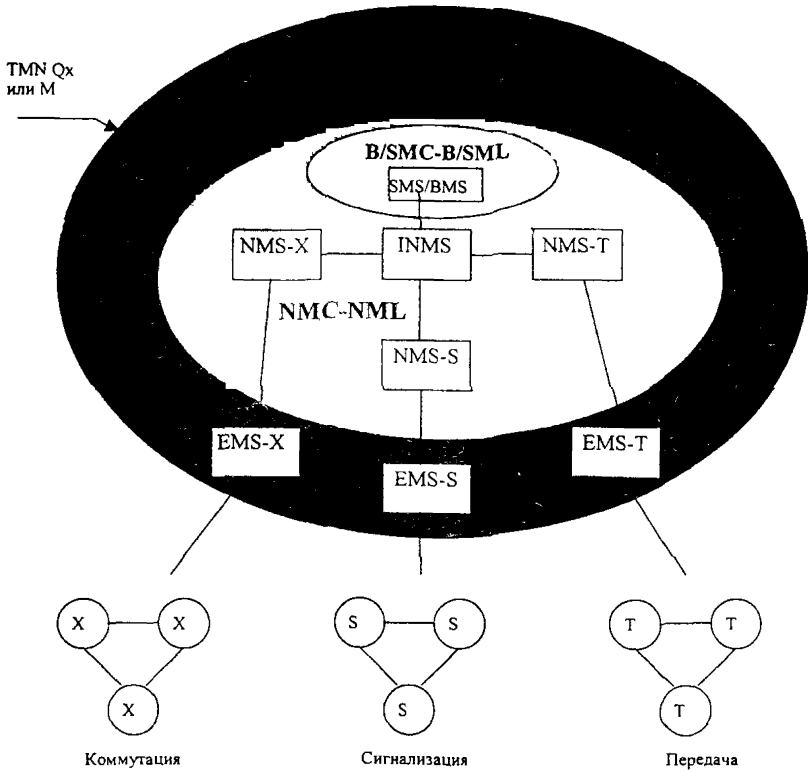 TMN Qx
или М
B/SMC-B/SML
SMS/BMS
NMS-X
INMS
NMS-T
NMC-NML
NMS-S
EMS-X
EMS-S
EMS-T
X X
X
S S
S
T T
T
Коммутация
Сигнализация
Передача